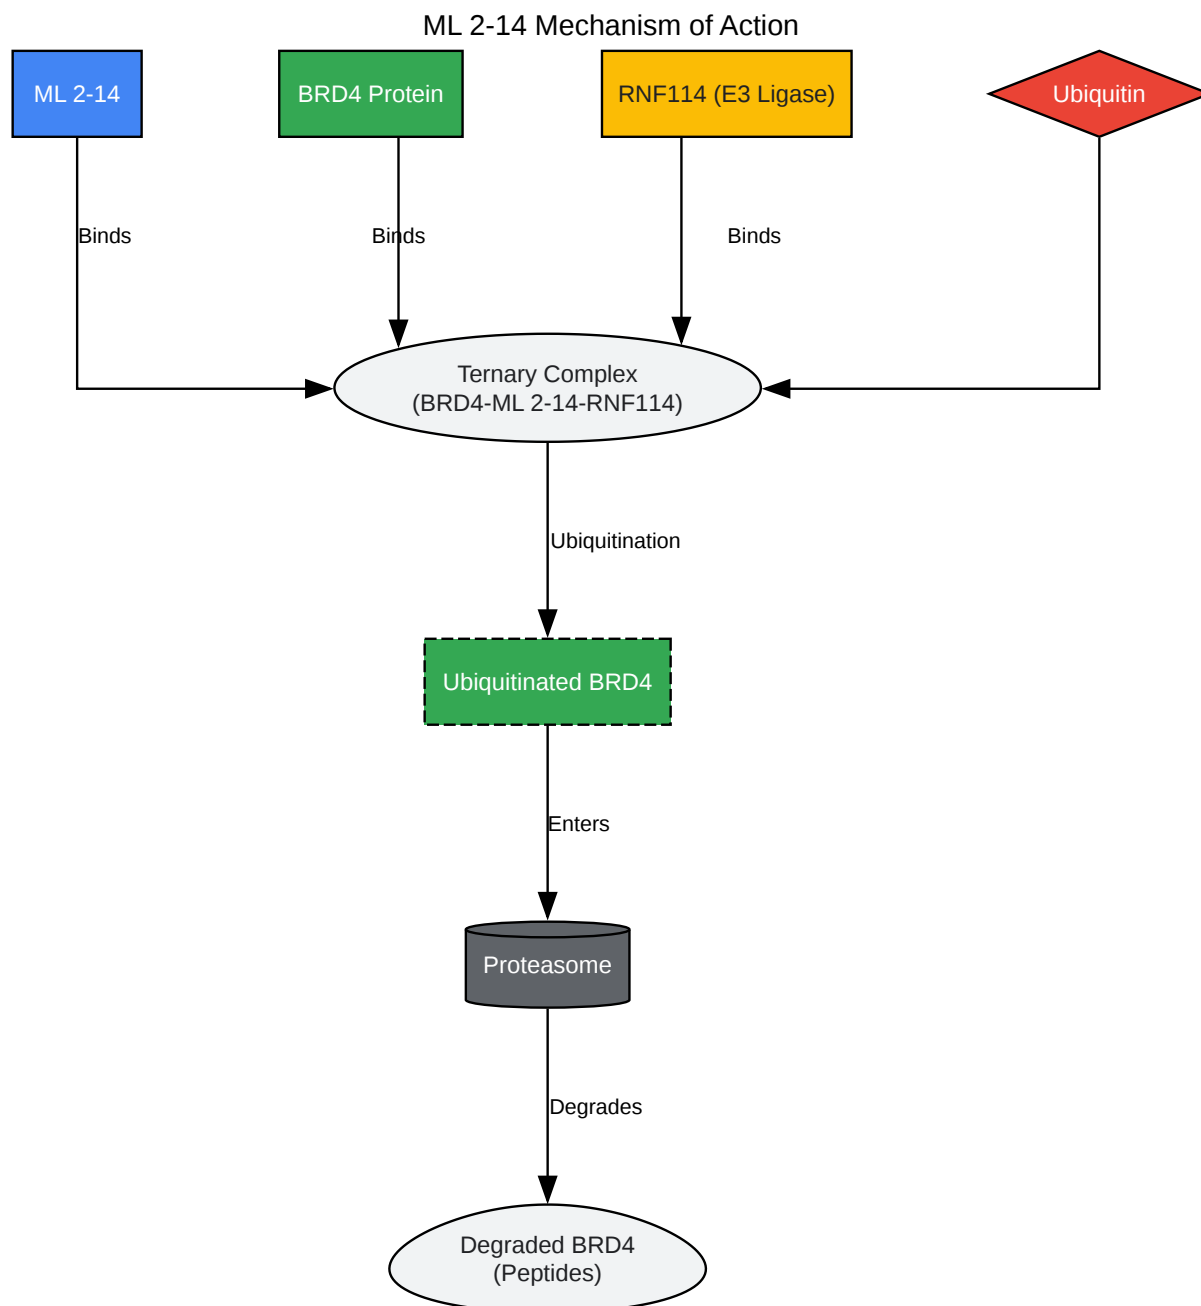 ML 2-14 Mechanism of Action
ML 2-14
BRD4 Protein
RNF114 (E3 Ligase)
Ubiquitin
Binds
Binds
Binds
Ternary Complex
(BRD4-ML 2-14-RNF114)
Ubiquitination
Ubiquitinated BRD4
Enters
Proteasome
Degrades
Degraded BRD4
(Peptides)